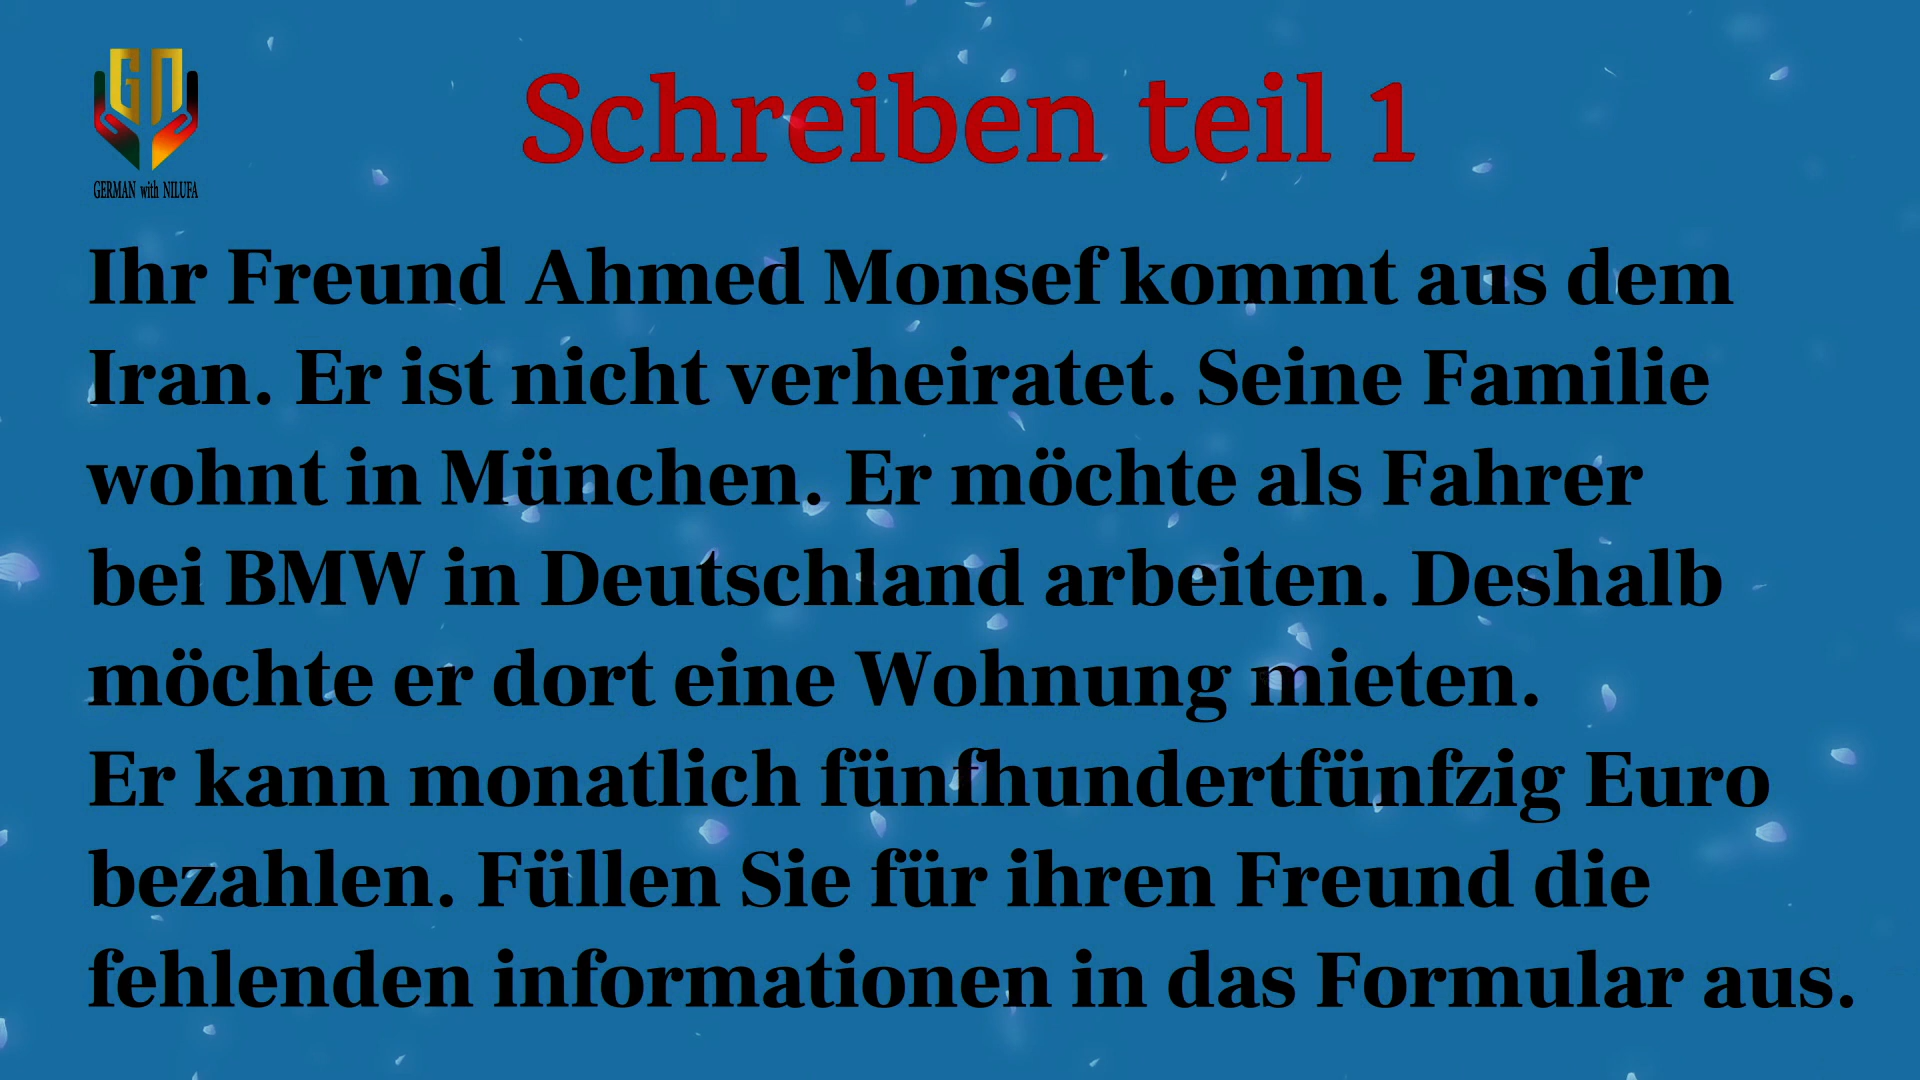 GN
GERMAN with NILUFA
Schreiben teil 1
Ihr Freund Ahmed Monsef kommt aus dem
Iran. Er ist nicht verheiratet. Seine Familie
wohnt in München. Er möchte als Fahrer
bei BMW in Deutschland arbeiten. Deshalb
möchte er dort eine Wohnung mieten.
Er kann monatlich fünfhundertfünfzig Euro
bezahlen. Füllen Sie für ihren Freund die
fehlenden informationen in das Formular aus.